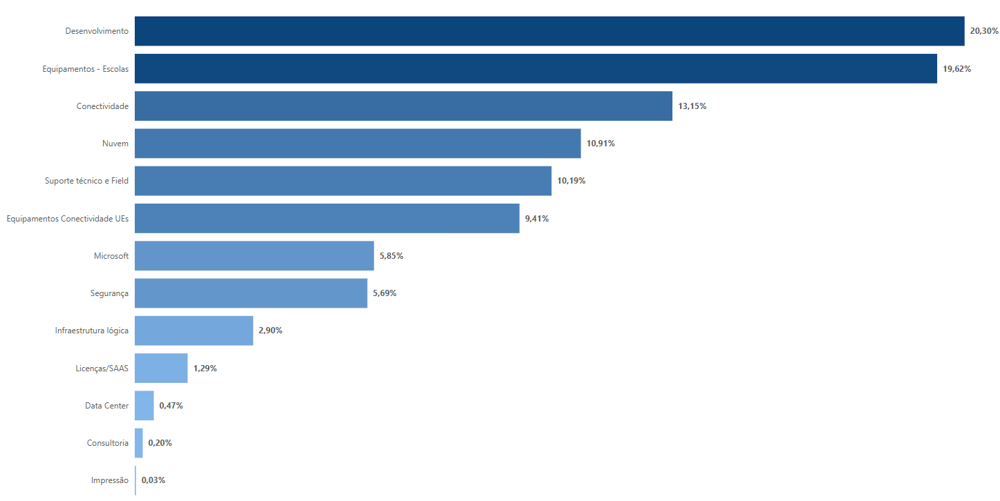 Desenvolvimento 20,30%
Equipamentos - Escolas 19,62%
Conectividade 13,15%
Nuvem 10,91%
Suporte técnico e Field 10,19%
Equipamentos Conectividade UEs 9,41%
Microsoft 5,85%
Segurança 5,69%
Infraestrutura lógica 2,90%
Licenças/SAAS 1,29%
Data Center 0,47%
Consultoria 0,20%
Impressão 0,03%